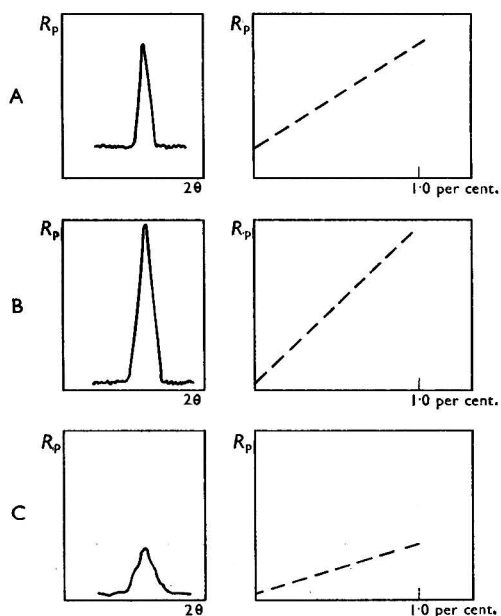 Rp Rp
A
2θ 1·0 per cent.
Rp Rp
B
2θ 1·0 per cent.
Rp Rp
C
2θ 1·0 per cent.